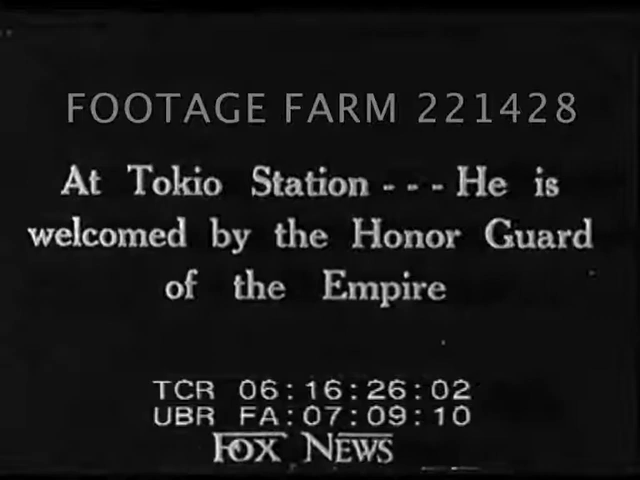 FOOTAGE FARM 221428
At Tokio Station - - - He is
welcomed by the Honor Guard
of the Empire
TCR 06:16:26:02
UBR FA:07:09:10
FOX NEWS